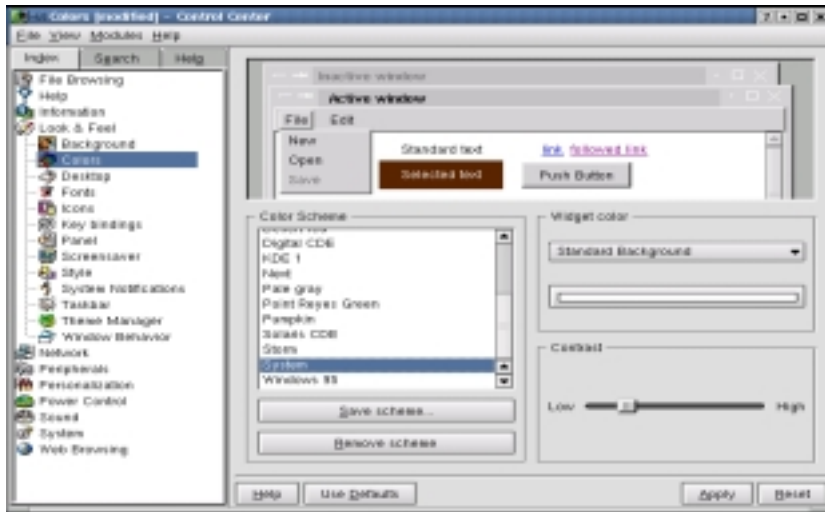 Colors [modified] - Control Center
File View Modules Help
Index Search Help
File Browsing
Help
Information
Look & Feel
Background
Colors
Desktop
Fonts
Icons
Key bindings
Panel
Screensaver
Style
System Notifications
Taskbar
Theme Manager
Window Behavior
Network
Peripherals
Personalization
Power Control
Sound
System
Web Browsing
Inactive window
Active window
File Edit
New
Open
Save
Standard text link followed link
Selected text Push Button
Color Scheme
Digital CDE
KDE 1
Next
Pale gray
Point Reyes Green
Pumpkin
Solaris CDE
Storm
System
Windows 95
Save scheme...
Remove scheme
Widget color
Standard Background
Contrast
Low High
Help Use Defaults Apply Reset